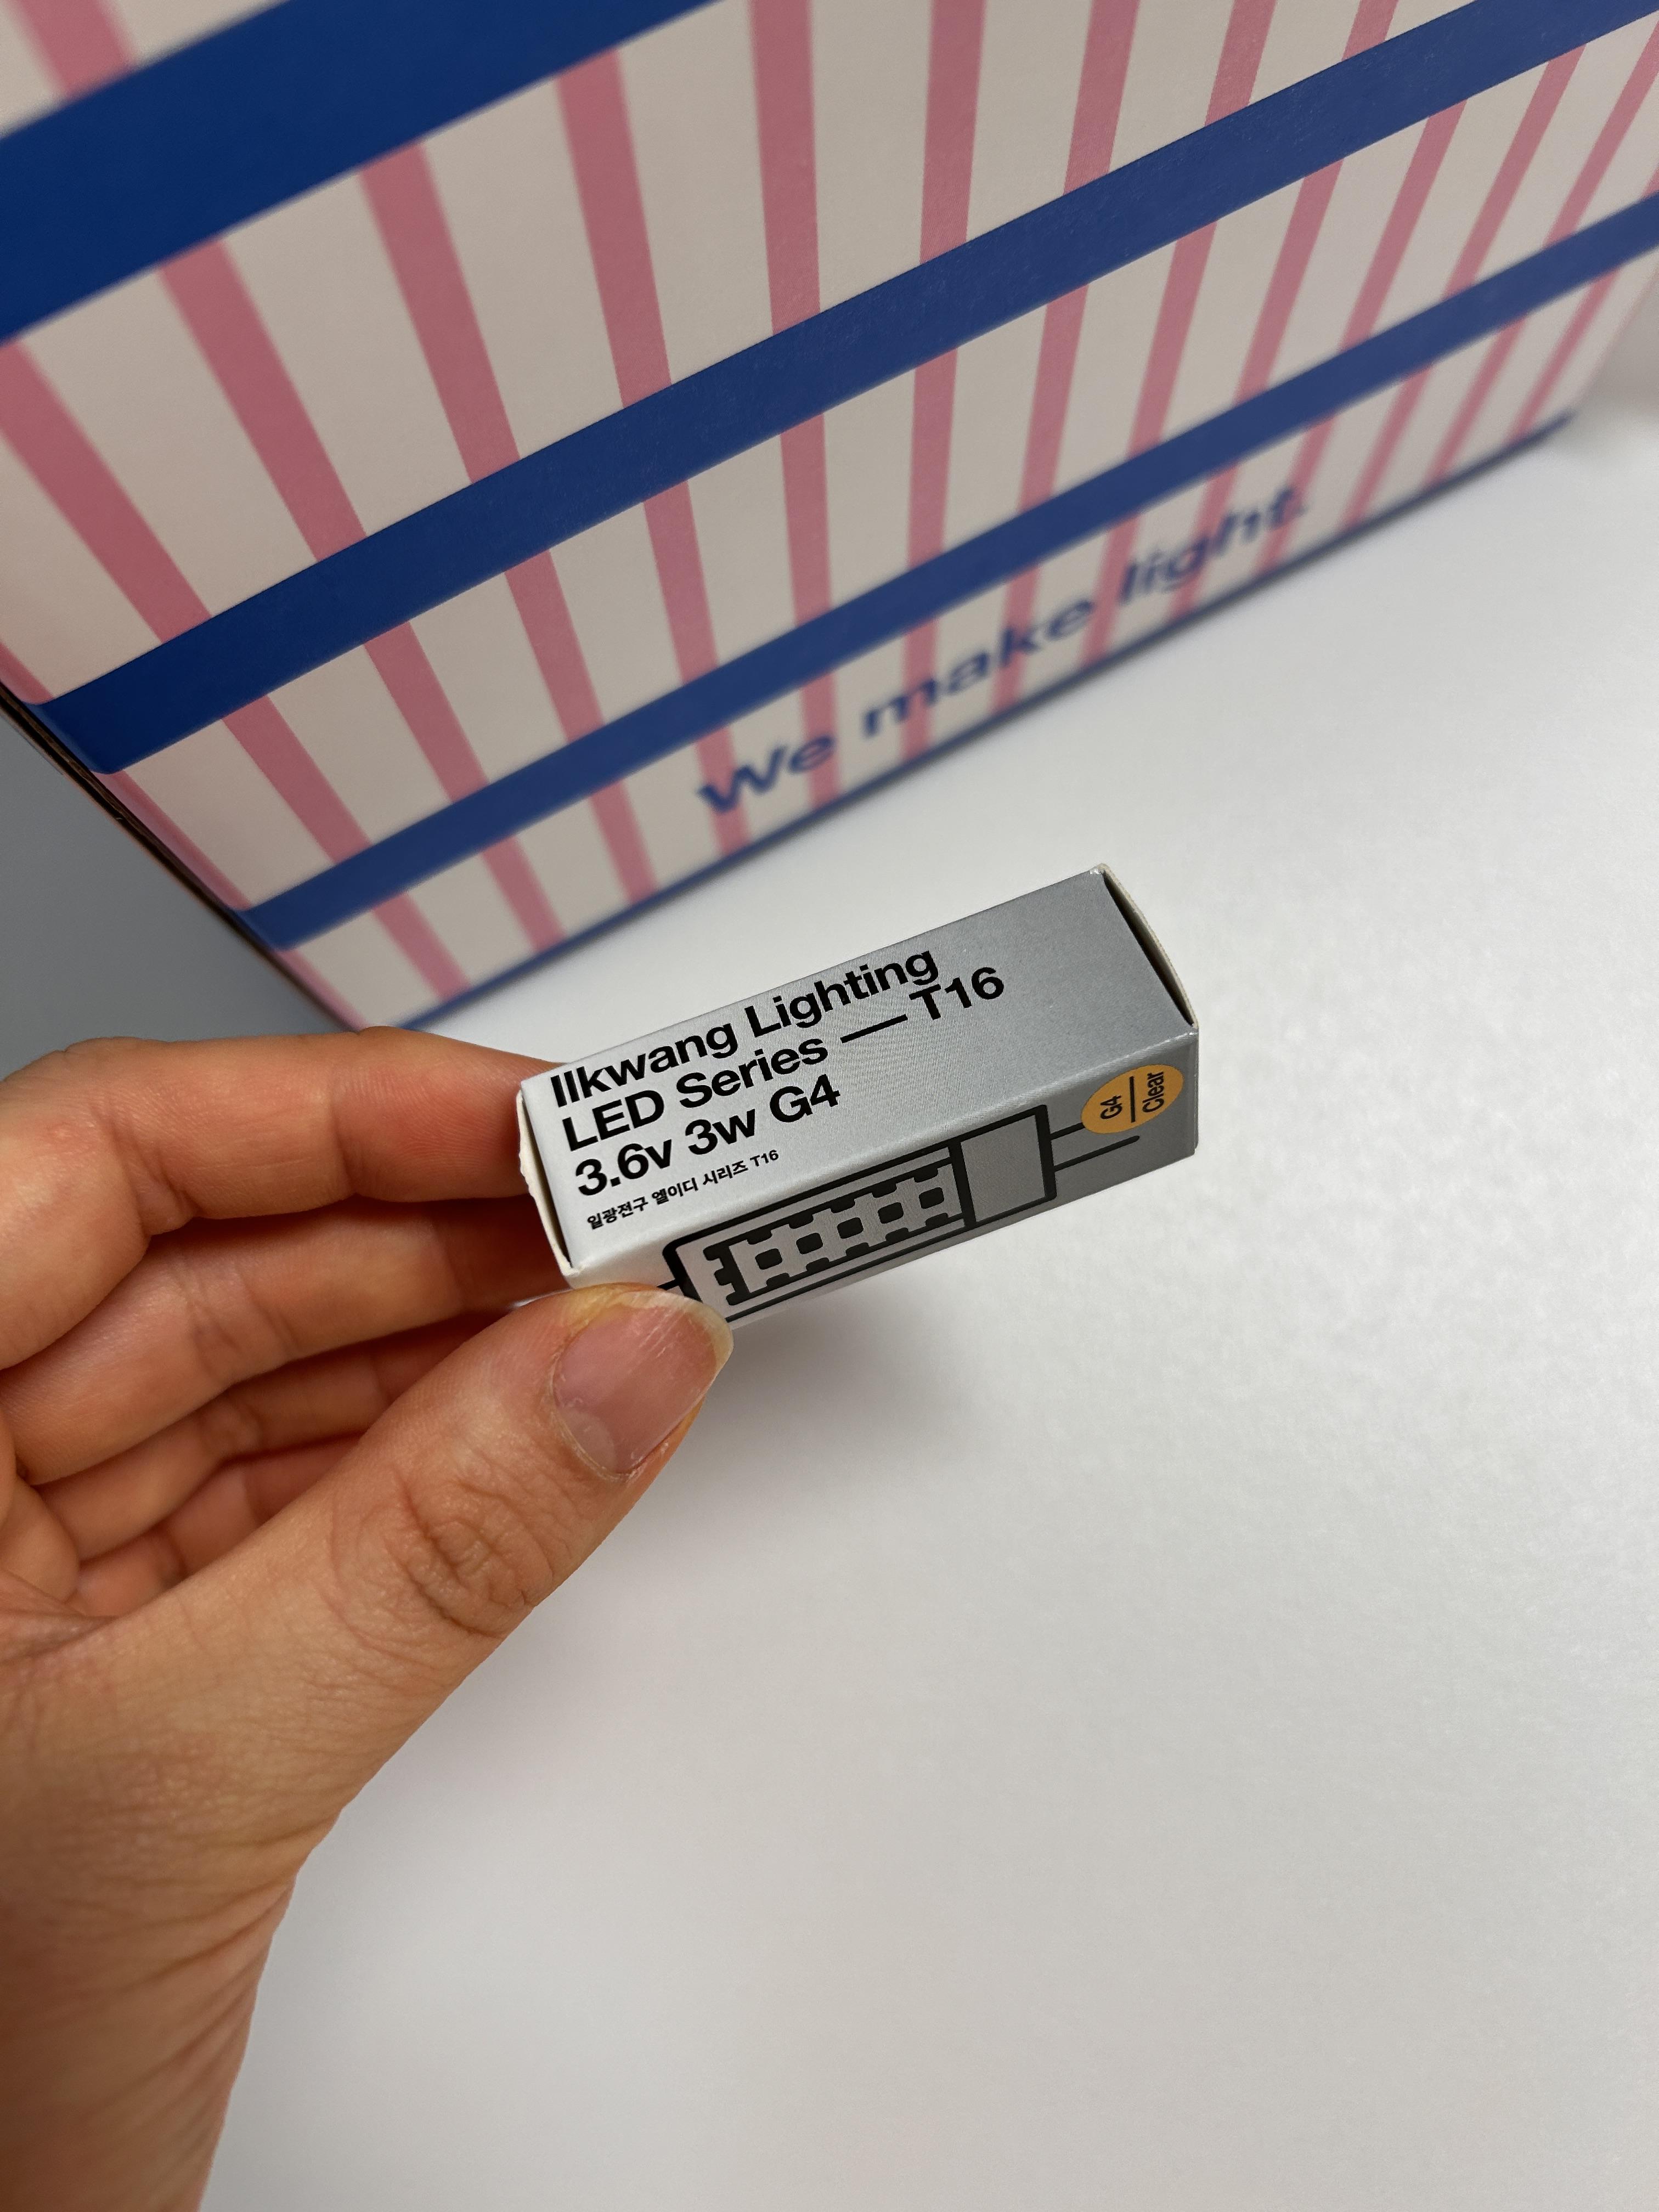 We make light.
Ilkwang Lighting
LED Series — T16
3.6v 3w G4
일광전구 엘이디 시리즈 T16
G4
Clear